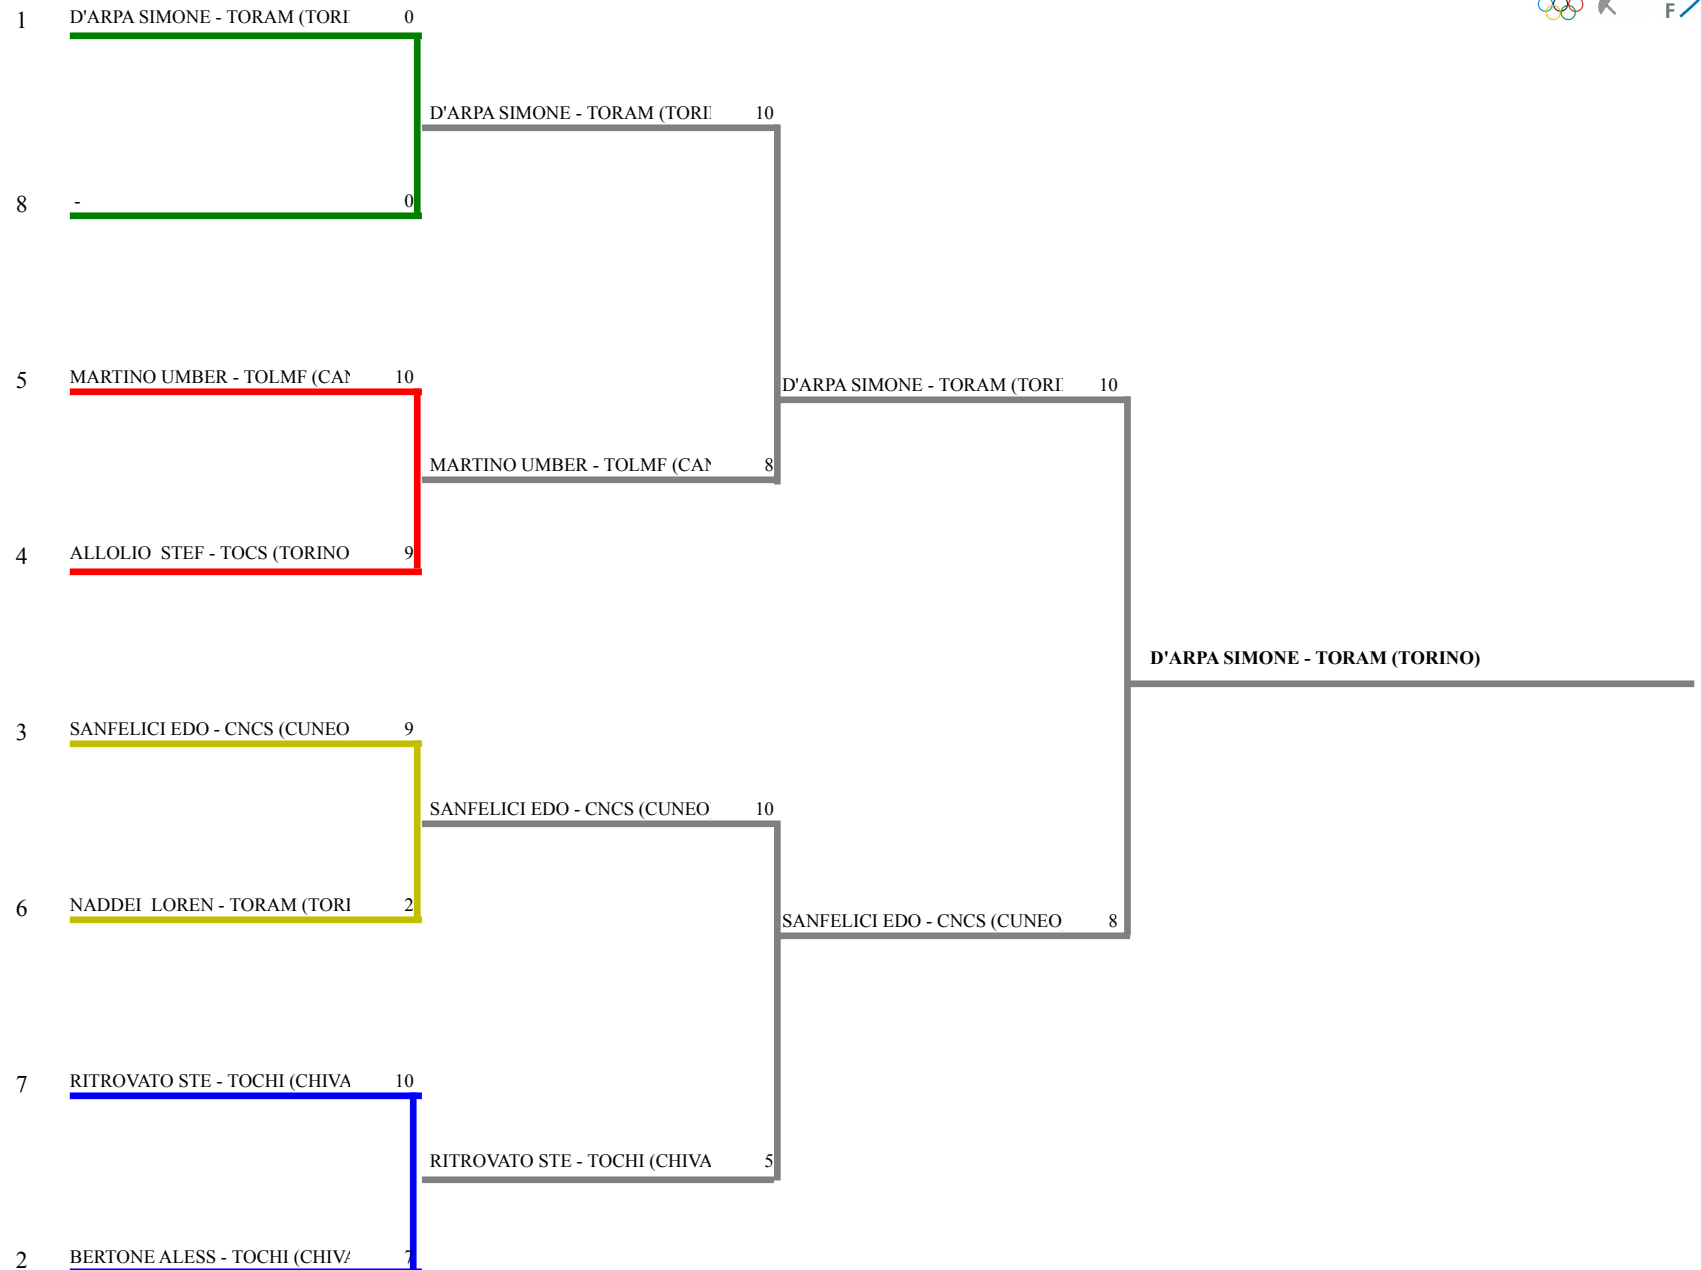 1 D'ARPA SIMONE - TORAM (TORI 0
F
D'ARPA SIMONE - TORAM (TORI 10
8 - 0
5 MARTINO UMBER - TOLMF (CAN 10
D'ARPA SIMONE - TORAM (TORI 10
MARTINO UMBER - TOLMF (CAN 8
4 ALLOLIO STEF - TOCS (TORINO 9
D'ARPA SIMONE - TORAM (TORINO)
3 SANFELICI EDO - CNCS (CUNEO 9
SANFELICI EDO - CNCS (CUNEO 10
6 NADDEI LOREN - TORAM (TORI 2
SANFELICI EDO - CNCS (CUNEO 8
7 RITROVATO STE - TOCHI (CHIVA 10
RITROVATO STE - TOCHI (CHIVA 5
2 BERTONE ALESS - TOCHI (CHIVA 7